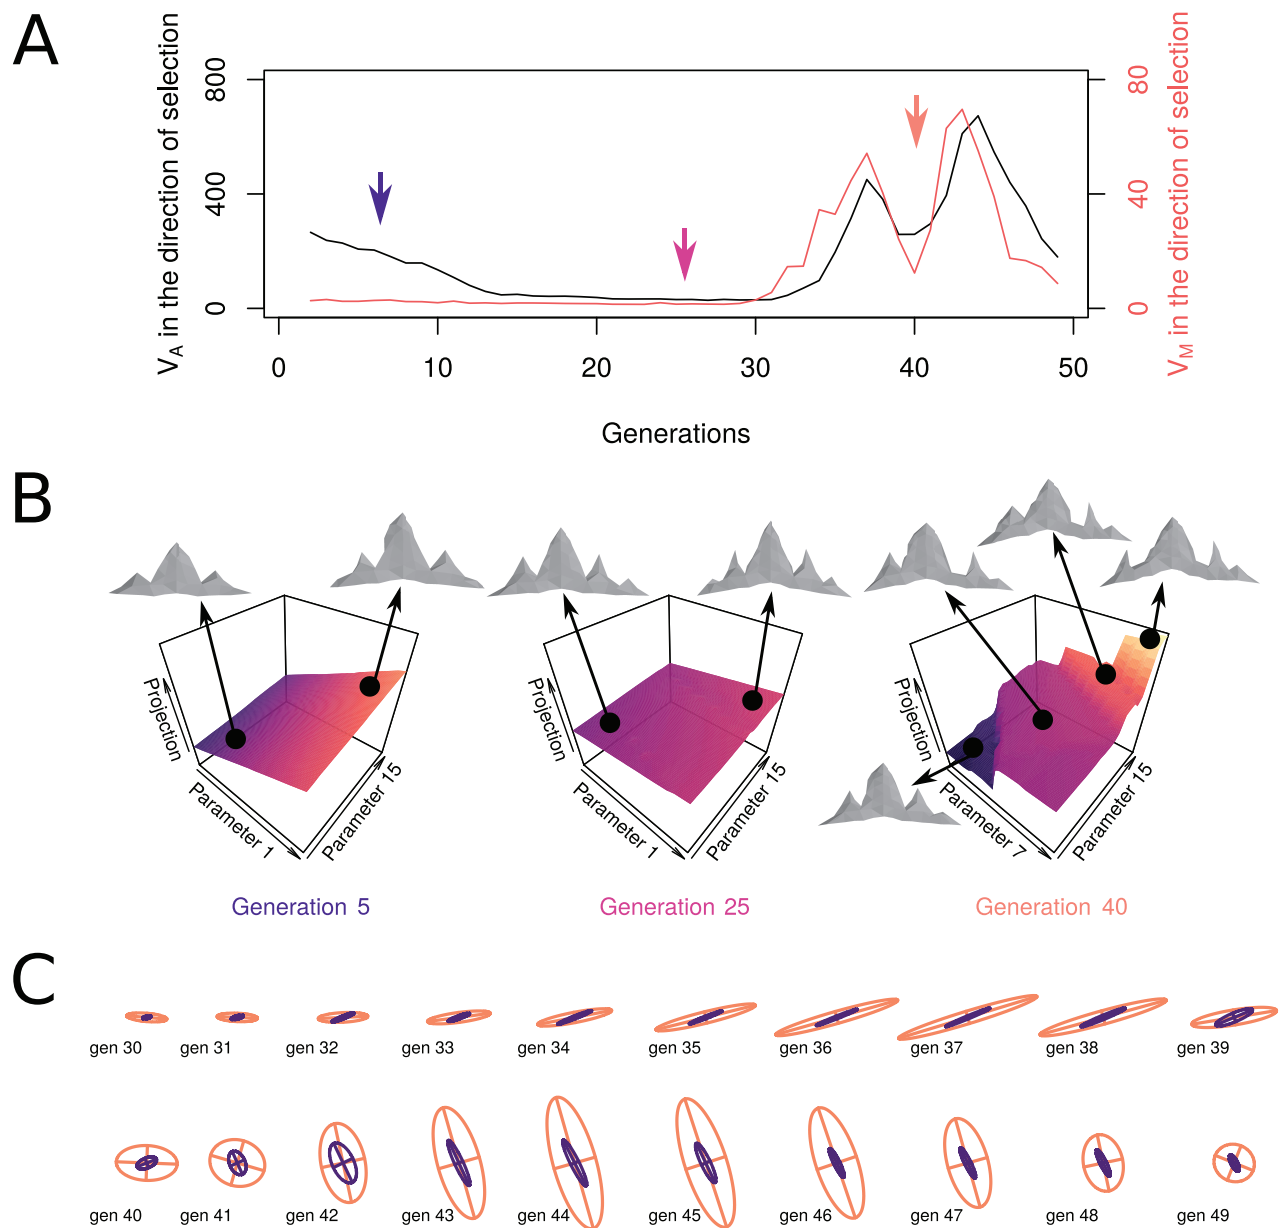 A
V_A in the direction of selection
800
400
0
80
40
0
V_M in the direction of selection
0 10 20 30 40 50
Generations
B
Projection
Parameter 1
Parameter 15
Generation 5
Projection
Parameter 1
Parameter 15
Generation 25
Projection
Parameter 7
Parameter 15
Generation 40
C
gen 30 gen 31 gen 32 gen 33 gen 34 gen 35 gen 36 gen 37 gen 38 gen 39
gen 40 gen 41 gen 42 gen 43 gen 44 gen 45 gen 46 gen 47 gen 48 gen 49